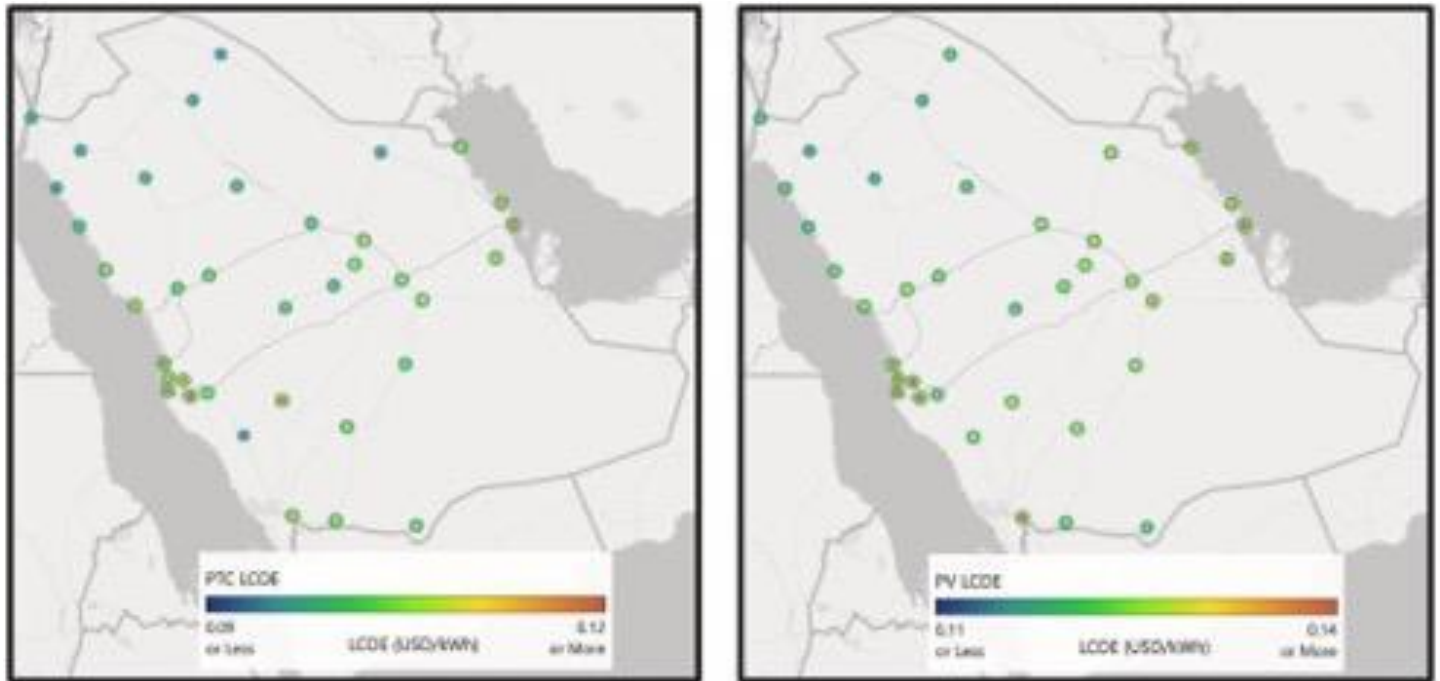 PTC LCOE
0.09
0.12
or Less
LCOE (USD/kWh)
or More
PV LCOE
0.11
0.14
or Less
LCOE (USD/kWh)
or More